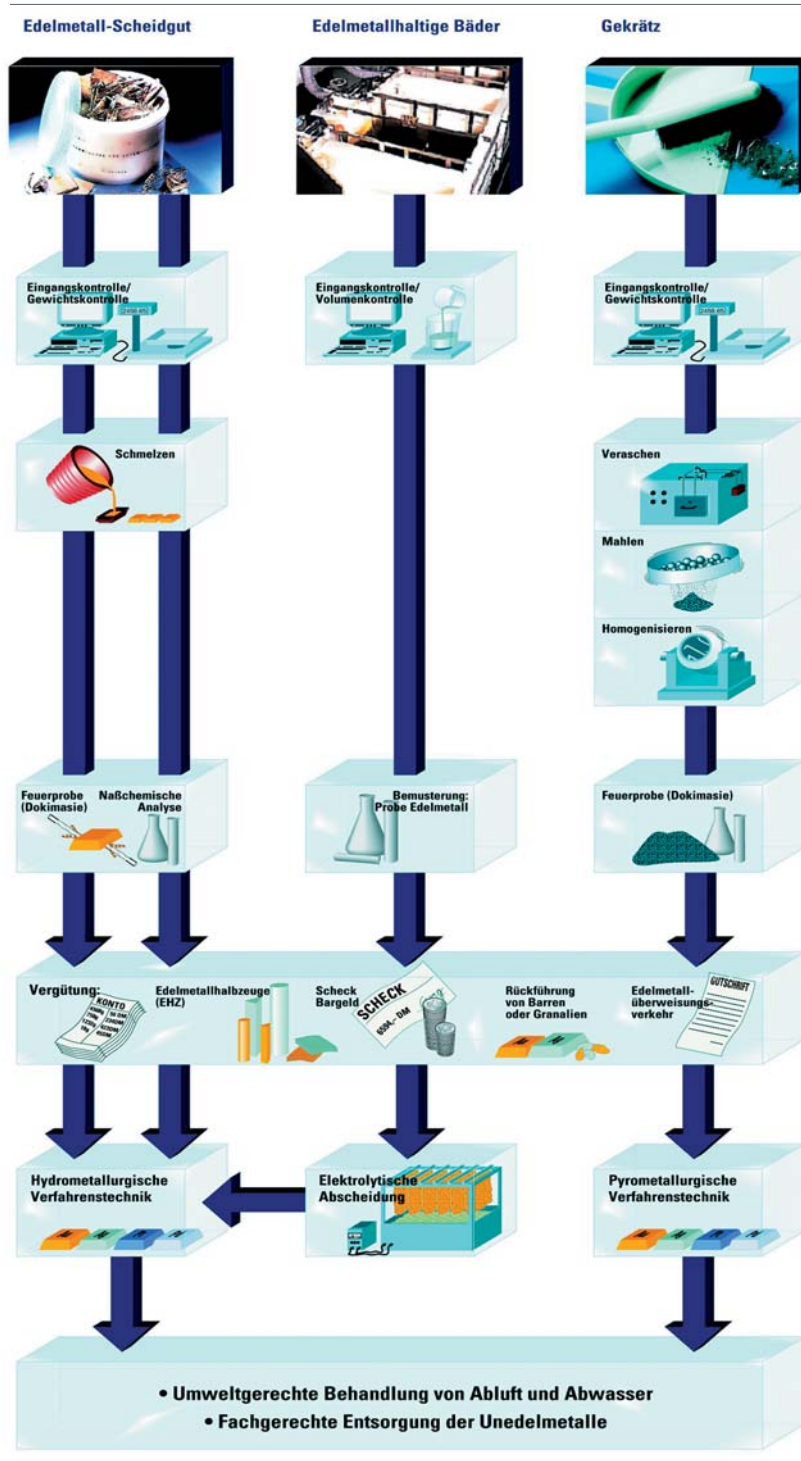 Edelmetall-Scheidgut
Edelmetallhaltige Bäder
Gekrätz
Eingangskontrolle/
Gewichtskontrolle
Eingangskontrolle/
Volumenkontrolle
Eingangskontrolle/
Gewichtskontrolle
Schmelzen
Veraschen
Mahlen
Homogenisieren
Feuerprobe
(Dokimasie)
Naßchemische
Analyse
Bemusterung:
Probe Edelmetall
Feuerprobe (Dokimasie)
Vergütung:
KONTO
Edelmetallhalbzeuge
(EHZ)
Scheck
Bargeld
SCHECK
Rückführung
von Barren
oder Granalien
Edelmetall-
überweisungs-
verkehr
GUTSCHRIFT
Hydrometallurgische
Verfahrenstechnik
Elektrolytische
Abscheidung
Pyrometallurgische
Verfahrenstechnik
• Umweltgerechte Behandlung von Abluft und Abwasser
• Fachgerechte Entsorgung der Unedelmetalle